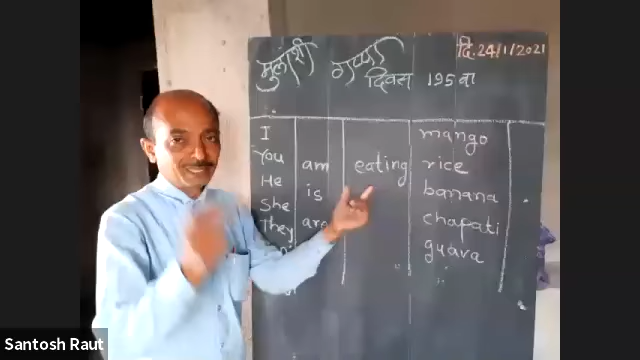 दि. 24/1/2021
मुलांशी गप्पा
दिवस 195 वा
I
You
He
She
They
am
is
are
eating
mango
rice
banana
chapati
guava
.
Santosh Raut